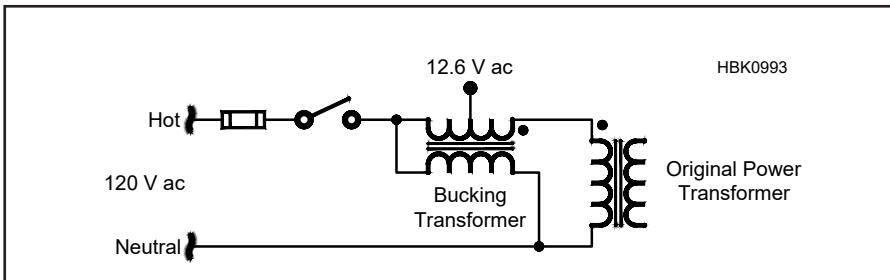 12.6 V ac
HBK0993
Hot
120 V ac
Original Power
Transformer
Bucking
Transformer
Neutral